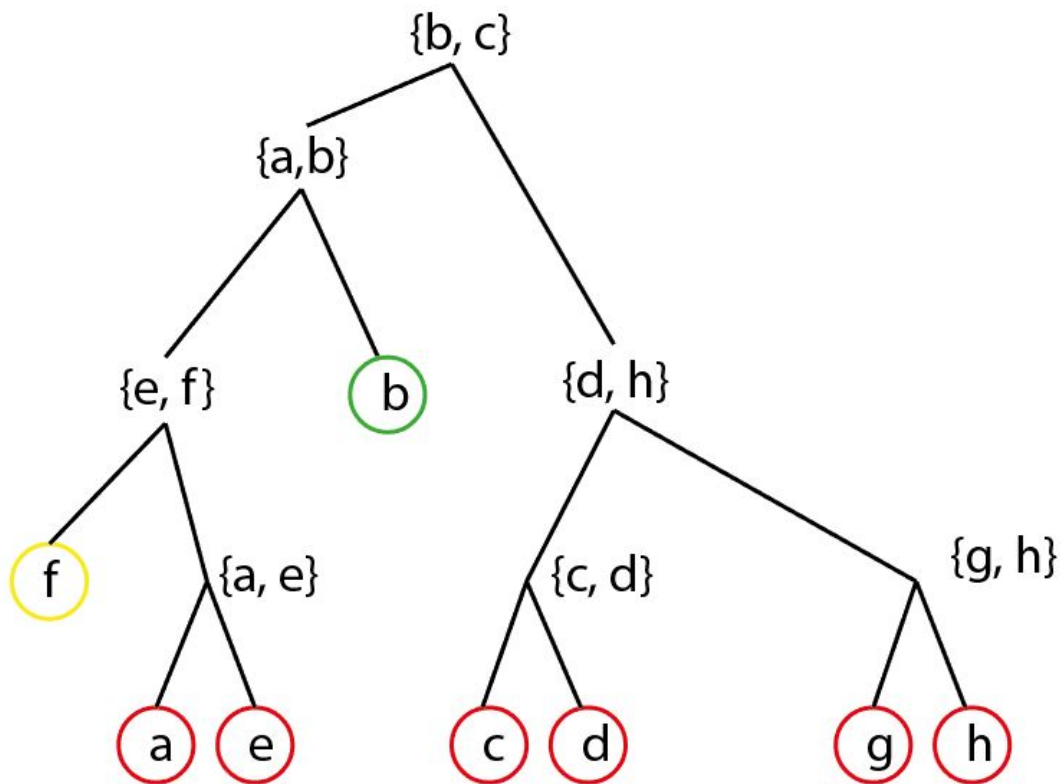 {b, c}
{a,b}
{e, f}
b
{d, h}
f
{a, e}
{c, d}
{g, h}
a
e
c
d
g
h